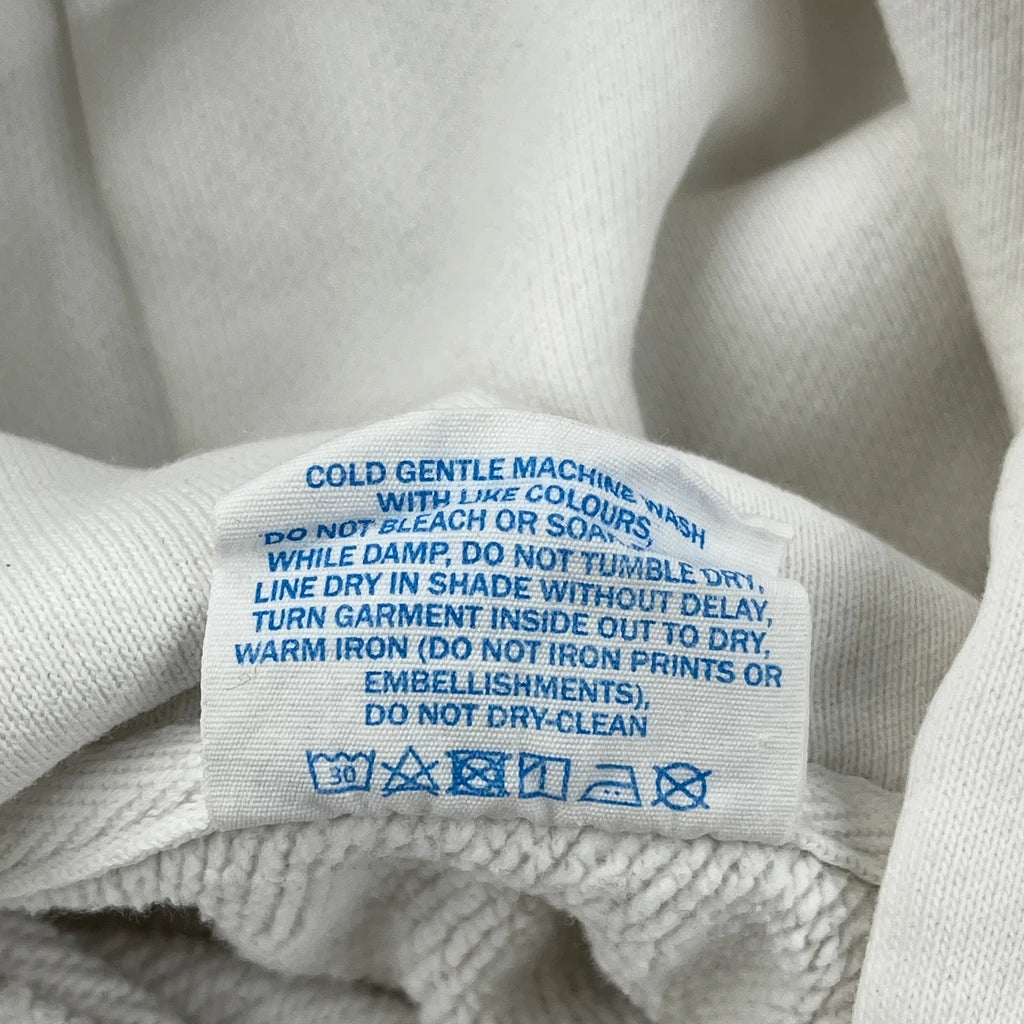 COLD GENTLE MACHINE WASH
WITH LIKE COLOURS,
DO NOT BLEACH OR SOAK
WHILE DAMP, DO NOT TUMBLE DRY,
LINE DRY IN SHADE WITHOUT DELAY,
TURN GARMENT INSIDE OUT TO DRY,
WARM IRON (DO NOT IRON PRINTS OR
EMBELLISHMENTS),
DO NOT DRY-CLEAN
30